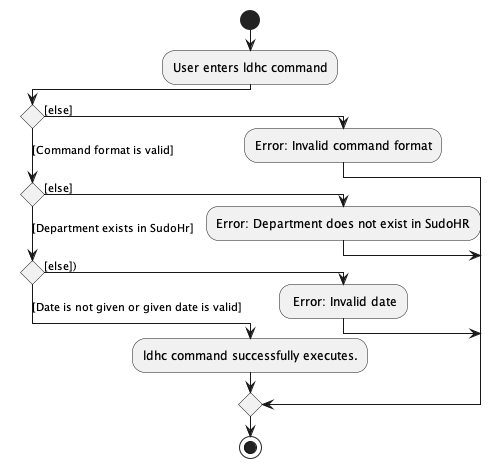 User enters ldhc command
[else]
Error: Invalid command format
[Command format is valid]
[else]
Error: Department does not exist in SudoHR
[Department exists in SudoHr]
[else])
Error: Invalid date
[Date is not given or given date is valid]
ldhc command successfully executes.